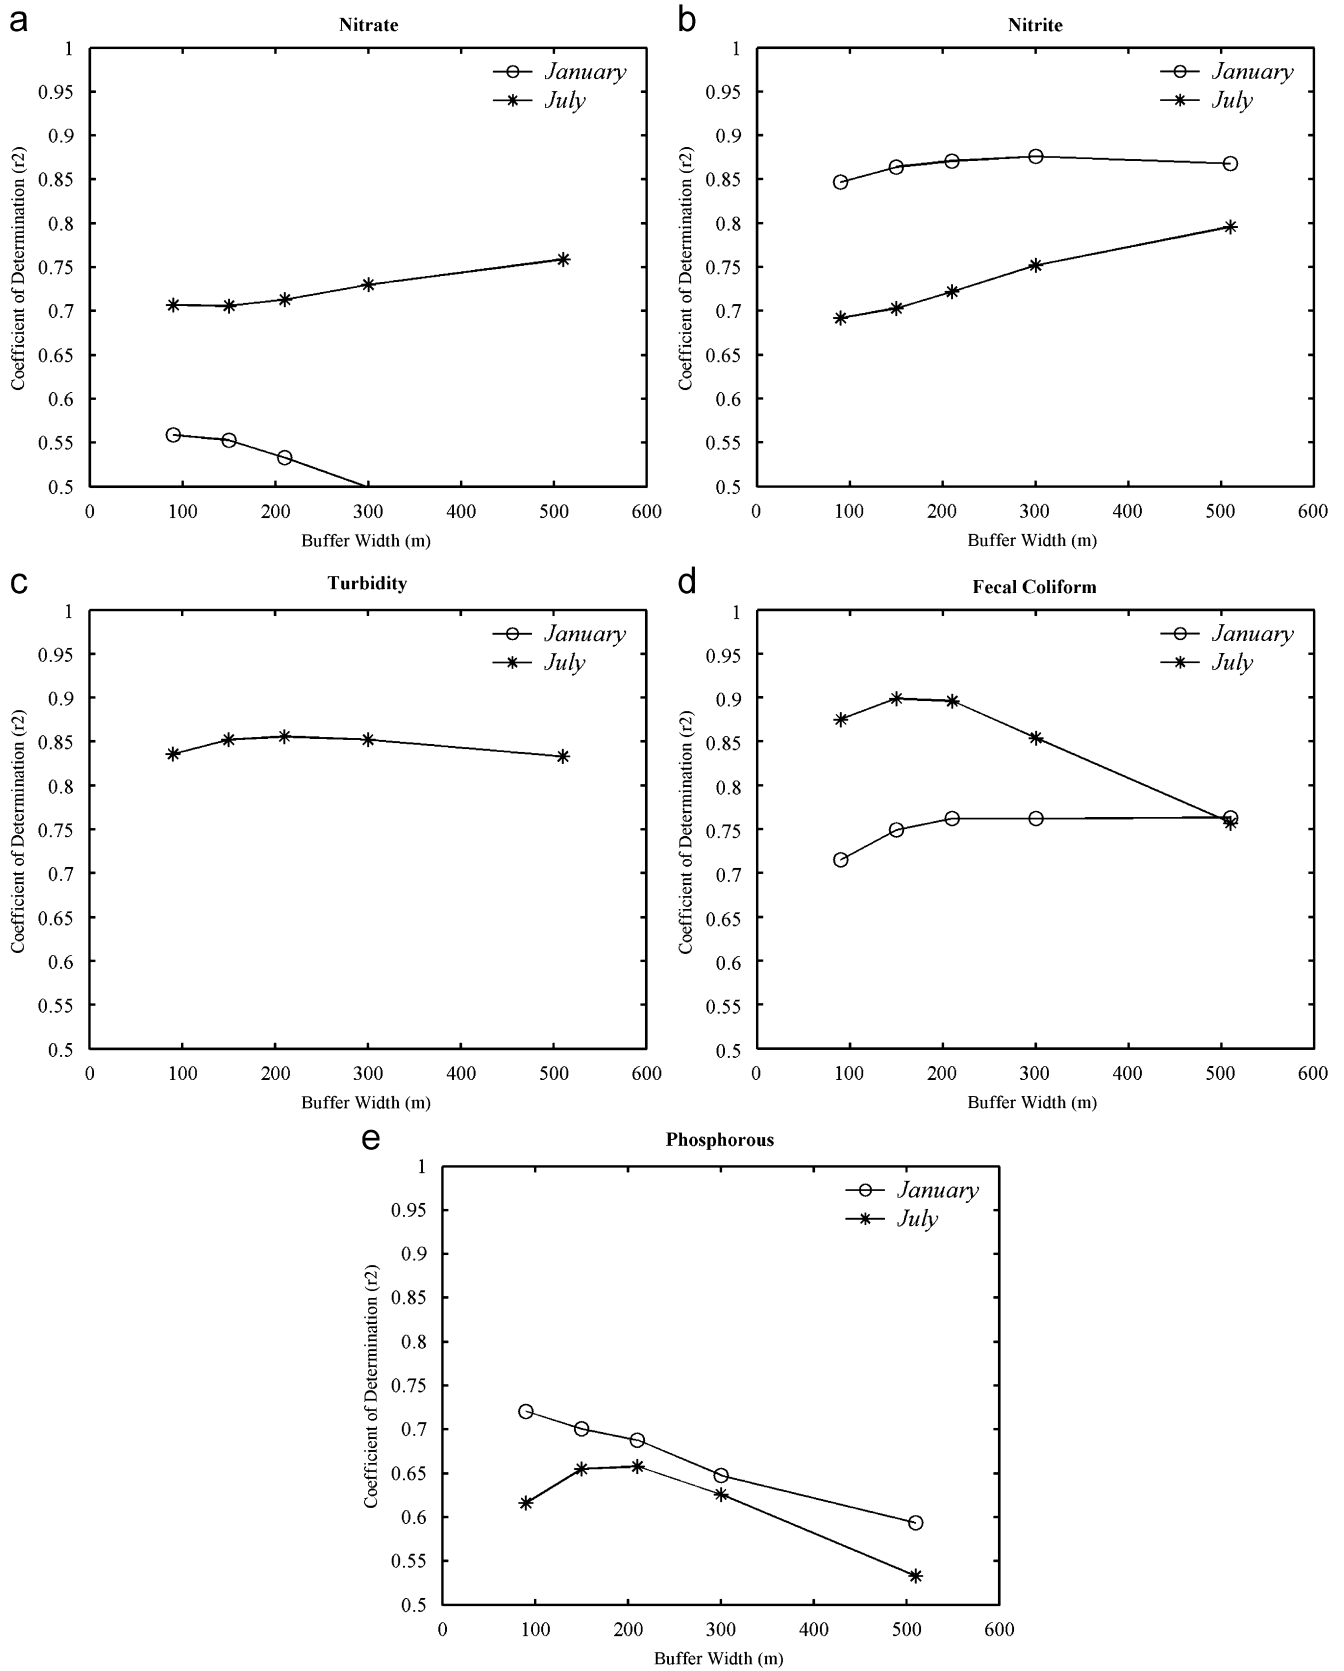 a
Nitrate
1
0.95
0.9
0.85
0.8
0.75
0.7
0.65
0.6
0.55
0.5
Coefficient of Determination (r2)
January
July
0 100 200 300 400 500 600
Buffer Width (m)
b
Nitrite
1
0.95
0.9
0.85
0.8
0.75
0.7
0.65
0.6
0.55
0.5
Coefficient of Determination (r2)
January
July
0 100 200 300 400 500 600
Buffer Width (m)
c
Turbidity
1
0.95
0.9
0.85
0.8
0.75
0.7
0.65
0.6
0.55
0.5
Coefficient of Determination (r2)
January
July
0 100 200 300 400 500 600
Buffer Width (m)
d
Fecal Coliform
1
0.95
0.9
0.85
0.8
0.75
0.7
0.65
0.6
0.55
0.5
Coefficient of Determination (r2)
January
July
0 100 200 300 400 500 600
Buffer Width (m)
e
Phosphorous
1
0.95
0.9
0.85
0.8
0.75
0.7
0.65
0.6
0.55
0.5
Coefficient of Determination (r2)
January
July
0 100 200 300 400 500 600
Buffer Width (m)